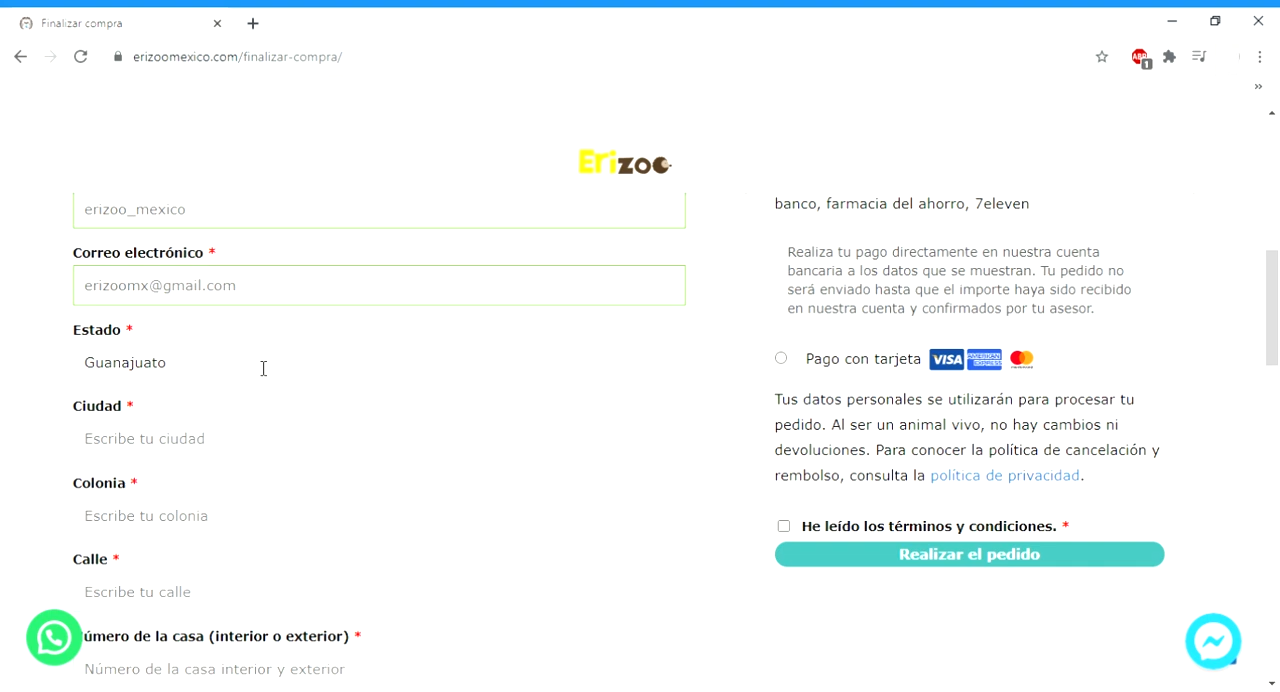 Finalizar compra
erizoomexico.com/finalizar-compra/
ABP
1
Erizoo
erizoo_mexico
Correo electrónico *
erizoomx@gmail.com
Estado *
Guanajuato
Ciudad *
Escribe tu ciudad
Colonia *
Escribe tu colonia
Calle *
Escribe tu calle
úmero de la casa (interior o exterior) *
Número de la casa interior y exterior
banco, farmacia del ahorro, 7eleven
Realiza tu pago directamente en nuestra cuenta
bancaria a los datos que se muestran. Tu pedido no
será enviado hasta que el importe haya sido recibido
en nuestra cuenta y confirmados por tu asesor.
Pago con tarjeta VISA AMERICAN EXPRESS
Tus datos personales se utilizarán para procesar tu
pedido. Al ser un animal vivo, no hay cambios ni
devoluciones. Para conocer la política de cancelación y
rembolso, consulta la política de privacidad.
He leído los términos y condiciones. *
Realizar el pedido